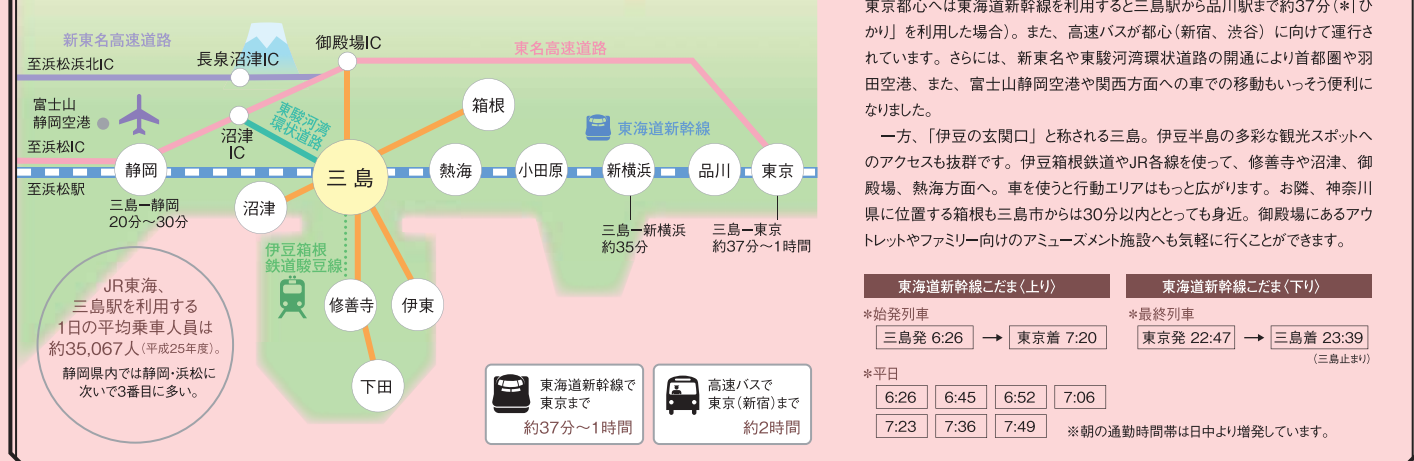 新東名高速道路
至浜松浜北IC
長泉沼津IC
御殿場IC
東名高速道路
富士山
静岡空港
沼津
IC
東駿河湾
環状道路
箱根
東海道新幹線
至浜松IC
至浜松駅
静岡
三島
熱海
小田原
新横浜
品川
東京
三島ー静岡
20分〜30分
沼津
三島ー新横浜
約35分
三島ー東京
約37分〜1時間
伊豆箱根
鉄道駿豆線
修善寺
伊東
下田
JR東海、
三島駅を利用する
1日の平均乗車人員は
約35,067人(平成25年度)。
静岡県内では静岡・浜松に
次いで3番目に多い。
東海道新幹線で
東京まで
約37分〜1時間
高速バスで
東京(新宿)まで
約2時間
東京都心へは東海道新幹線を利用すると三島駅から品川駅まで約37分(*「ひ
かり」を利用した場合)。また、高速バスが都心(新宿、渋谷)に向けて運行さ
れています。さらには、新東名や東駿河湾環状道路の開通により首都圏や羽
田空港、また、富士山静岡空港や関西方面への車での移動もいっそう便利に
なりました。
一方、「伊豆の玄関口」と称される三島。伊豆半島の多彩な観光スポットへ
のアクセスも抜群です。伊豆箱根鉄道やJR各線を使って、修善寺や沼津、御
殿場、熱海方面へ。車を使うと行動エリアはもっと広がります。お隣、神奈川
県に位置する箱根も三島市からは30分以内ととっても身近。御殿場にあるアウ
トレットやファミリー向けのアミューズメント施設へも気軽に行くことができます。
東海道新幹線こだま〈上り〉
*始発列車
三島発 6:26 → 東京着 7:20
*平日
6:26 6:45 6:52 7:06
7:23 7:36 7:49
※朝の通勤時間帯は日中より増発しています。
東海道新幹線こだま〈下り〉
*最終列車
東京発 22:47 → 三島着 23:39
(三島止まり)